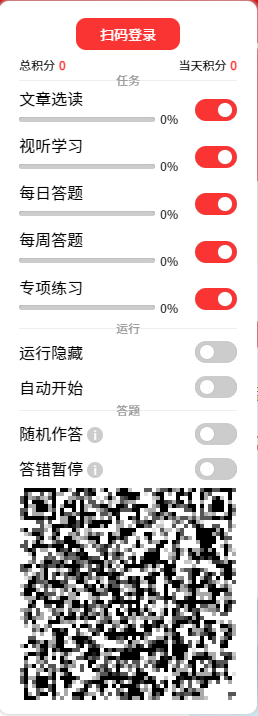 扫码登录
总积分 0 当天积分 0
任务
文章选读
0%
视听学习
0%
每日答题
0%
每周答题
0%
专项练习
0%
运行
运行隐藏
自动开始
答题
随机作答
答错暂停